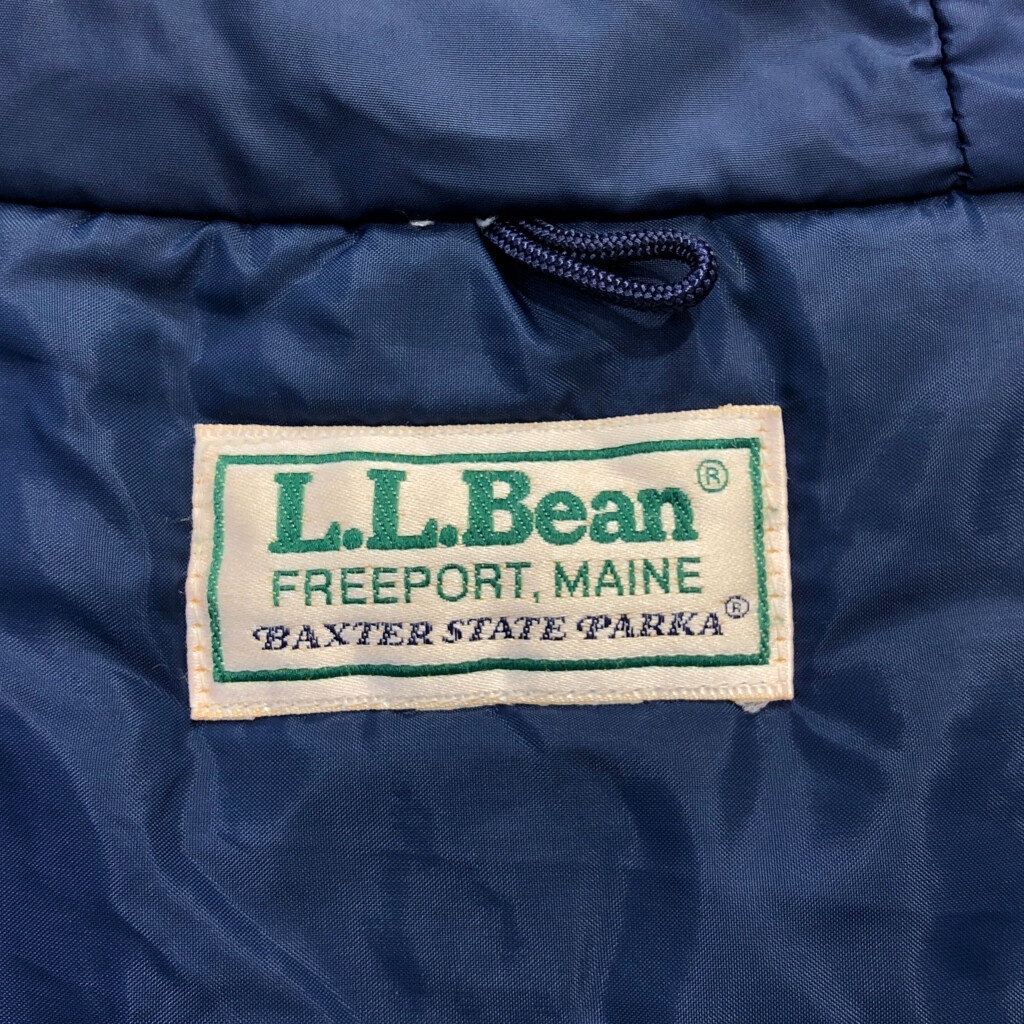 L.L.Bean®
FREEPORT, MAINE
BAXTER STATE PARKA®